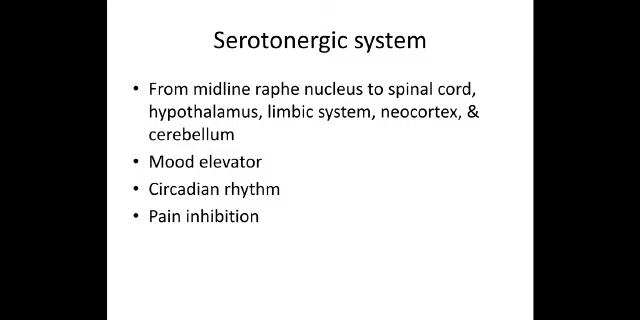 Serotonergic system
• From midline raphe nucleus to spinal cord,
hypothalamus, limbic system, neocortex, &
cerebellum
• Mood elevator
• Circadian rhythm
• Pain inhibition